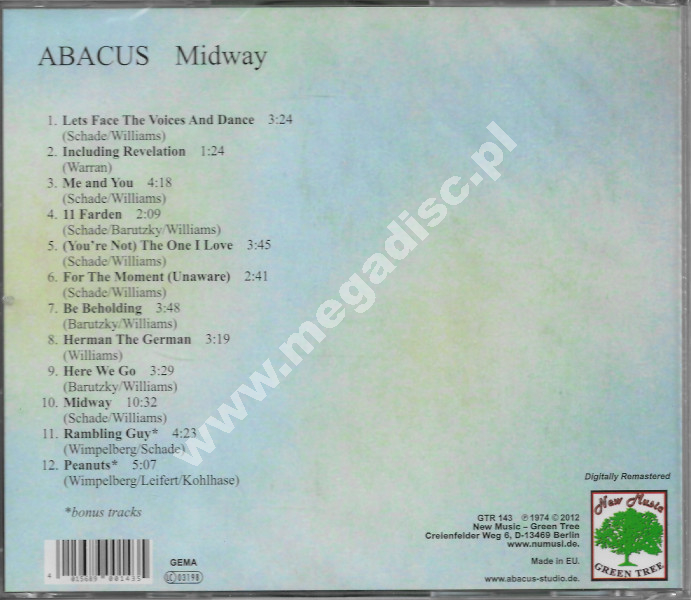 ABACUS Midway
1. Lets Face The Voices And Dance 3:24
(Schade/Williams)
2. Including Revelation 1:24
(Warran)
3. Me and You 4:18
(Schade/Williams)
4. 11 Farden 2:09
(Schade/Barutzky/Williams)
5. (You're Not) The One I Love 3:45
(Schade/Williams)
6. For The Moment (Unaware) 2:41
(Schade/Williams)
7. Be Beholding 3:48
(Barutzky/Williams)
8. Herman The German 3:19
(Williams)
9. Here We Go 3:29
(Barutzky/Williams)
10. Midway 10:32
(Schade/Williams)
11. Rambling Guy* 4:23
(Wimpelberg/Schade)
12. Peanuts* 5:07
(Wimpelberg/Leifert/Kohlhase)
*bonus tracks
www.megadisc.pl
4 015689 001435
GEMA
LC 03198
GTR 143 ℗ 1974 © 2012
New Music – Green Tree
Creienfelder Weg 6, D-13469 Berlin
www.numusi.de.
Made in EU.
www.abacus-studio.de.
Digitally Remastered
New Music
GREEN TREE